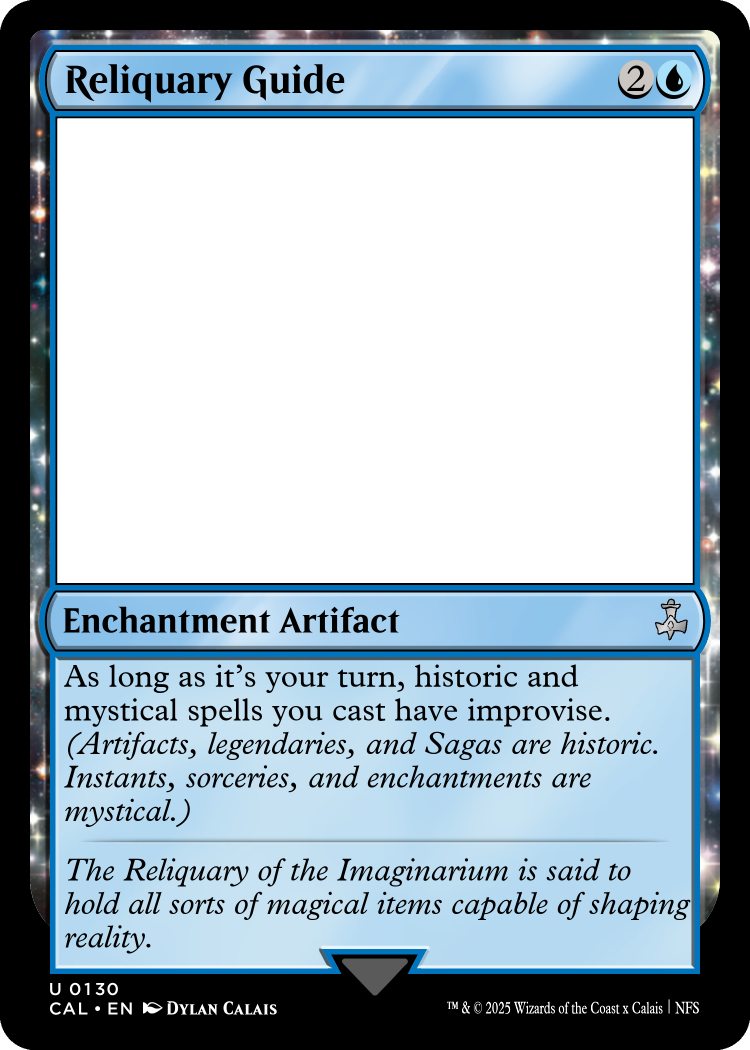 Reliquary Guide 2
Enchantment Artifact
As long as it's your turn, historic and
mystical spells you cast have improvise.
(Artifacts, legendaries, and Sagas are historic.
Instants, sorceries, and enchantments are
mystical.)
The Reliquary of the Imaginarium is said to
hold all sorts of magical items capable of shaping
reality.
U 0130
CAL • EN DYLAN CALAIS
™ & © 2025 Wizards of the Coast x Calais | NFS